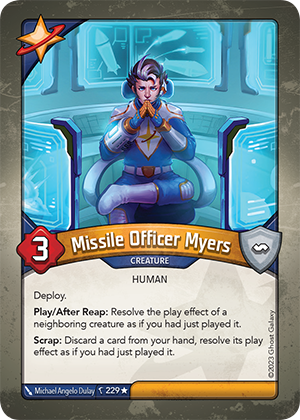 Missile Officer Myers
3
CREATURE
HUMAN
Deploy.
Play/After Reap: Resolve the play effect of a
neighboring creature as if you had just played it.
Scrap: Discard a card from your hand, resolve its play
effect as if you had just played it.
©2023 Ghost Galaxy
Michael Angelo Dulay 229